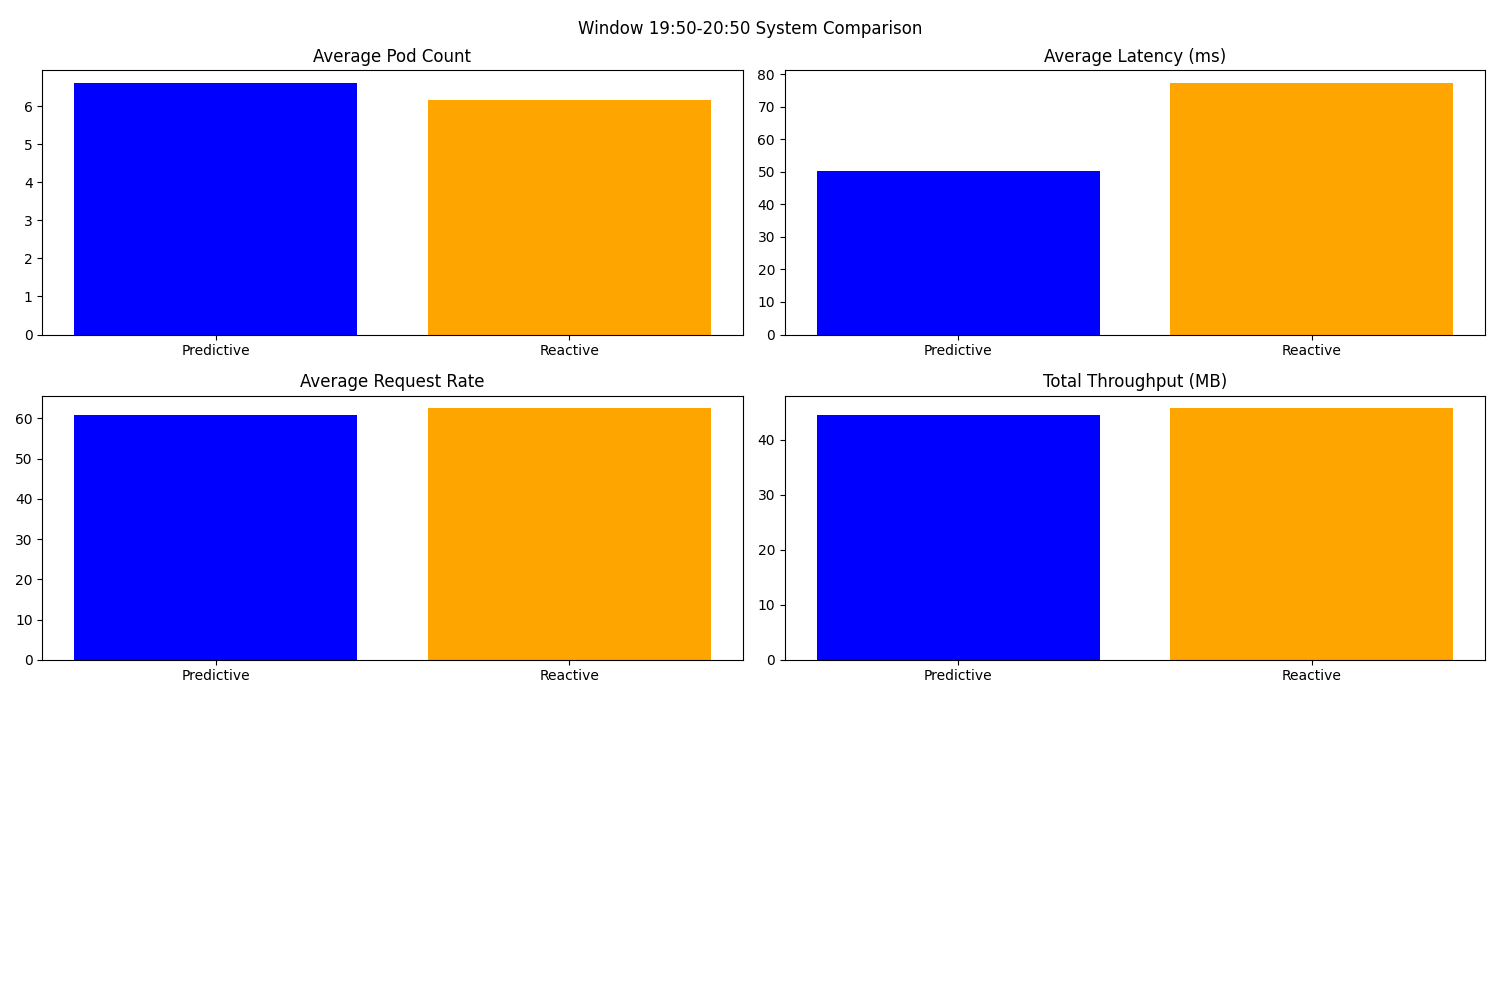 Window 19:50-20:50 System Comparison
Average Pod Count
6
5
4
3
2
1
0
Predictive
Reactive
Average Latency (ms)
80
70
60
50
40
30
20
10
0
Predictive
Reactive
Average Request Rate
60
50
40
30
20
10
0
Predictive
Reactive
Total Throughput (MB)
40
30
20
10
0
Predictive
Reactive